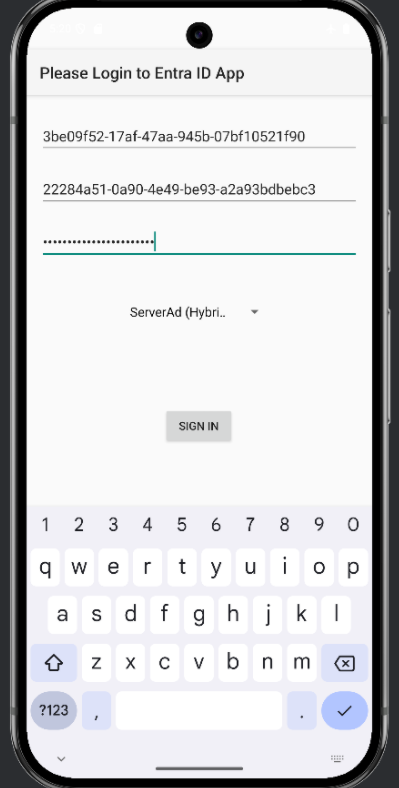 Please Login to Entra ID App
3be09f52-17af-47aa-945b-07bf10521f90
22284a51-0a90-4e49-be93-a2a93bdbebc3
••••••••••••••••••••••••
ServerAd (Hybri..
SIGN IN
1 2 3 4 5 6 7 8 9 0
q w e r t y u i o p
a s d f g h j k l
z x c v b n m
?123 , .